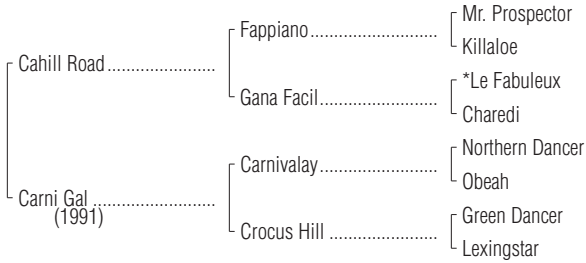 Mr. Prospector
Fappiano
Killaloe
Cahill Road
*Le Fabuleux
Gana Facil
Charedi
Northern Dancer
Carnivalay
Obeah
Carni Gal
(1991)
Green Dancer
Crocus Hill
Lexingstar